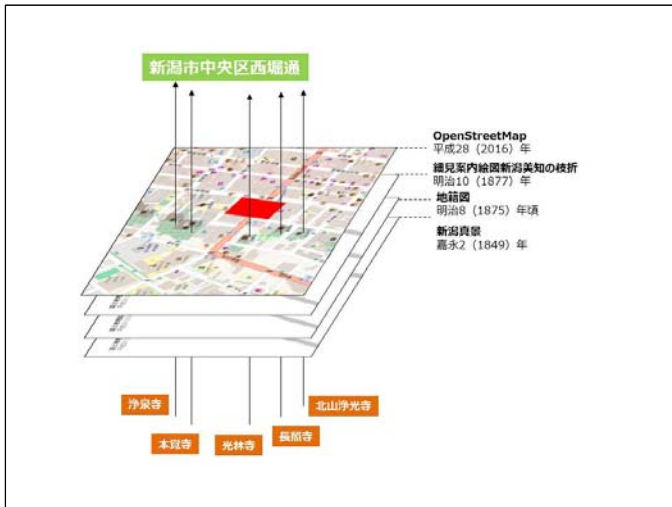 新潟市中央区西堀通
OpenStreetMap
平成28（2016）年
細見案内絵図新潟美知の枝折
明治10（1877）年
地籍図
明治8（1875）年頃
新潟真景
嘉永2（1849）年
浄泉寺
北山浄光寺
本覚寺
光林寺
長照寺